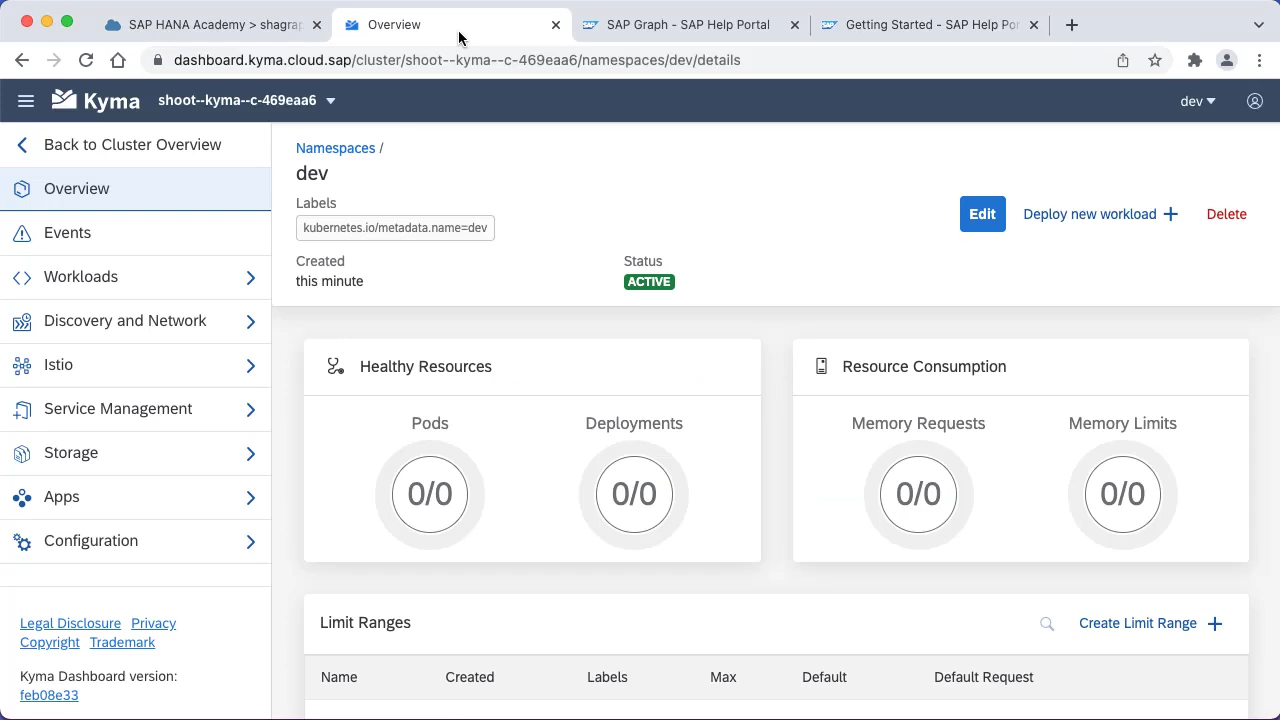 SAP HANA Academy > shagrap
Overview
SAP Graph - SAP Help Portal
Getting Started - SAP Help Por
dashboard.kyma.cloud.sap/cluster/shoot--kyma--c-469eaa6/namespaces/dev/details
Kyma
shoot--kyma--c-469eaa6
dev
Back to Cluster Overview
Overview
Events
Workloads
Discovery and Network
Istio
Service Management
Storage
Apps
Configuration
Legal Disclosure Privacy
Copyright Trademark
Kyma Dashboard version:
feb08e33
Namespaces /
dev
Labels
kubernetes.io/metadata.name=dev
Created
this minute
Status
ACTIVE
Edit
Deploy new workload
Delete
Healthy Resources
Pods
Deployments
0/0
0/0
Resource Consumption
Memory Requests
Memory Limits
0/0
0/0
Limit Ranges
Create Limit Range
Name Created Labels Max Default Default Request